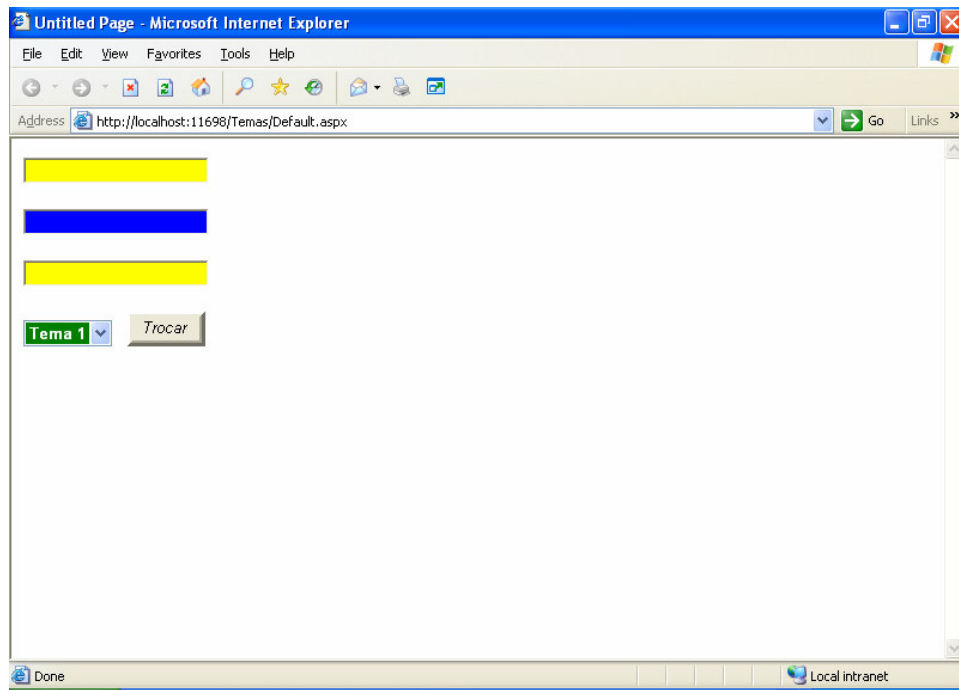 Untitled Page - Microsoft Internet Explorer
File Edit View Favorites Tools Help
Address http://localhost:11698/Temas/Default.aspx Go Links »
Tema 1 Trocar
Done Local intranet